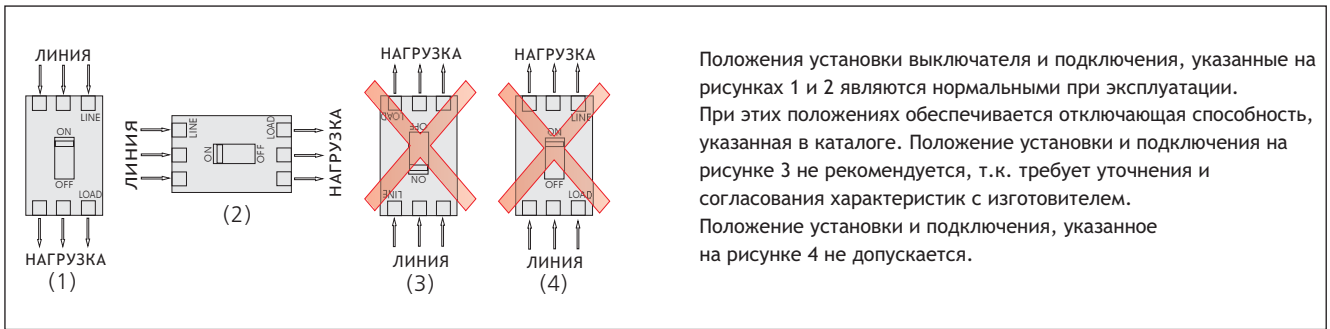 ЛИНИЯ
LINE
ON
OFF
LOAD
НАГРУЗКА
(1)
ЛИНИЯ
LINE
ON
OFF
LOAD
НАГРУЗКА
(2)
НАГРУЗКА
LOAD
OFF
ON
LINE
ЛИНИЯ
(3)
НАГРУЗКА
LINE
ON
OFF
LOAD
ЛИНИЯ
(4)
Положения установки выключателя и подключения, указанные на
рисунках 1 и 2 являются нормальными при эксплуатации.
При этих положениях обеспечивается отключающая способность,
указанная в каталоге. Положение установки и подключения на
рисунке 3 не рекомендуется, т.к. требует уточнения и
согласования характеристик с изготовителем.
Положение установки и подключения, указанное
на рисунке 4 не допускается.